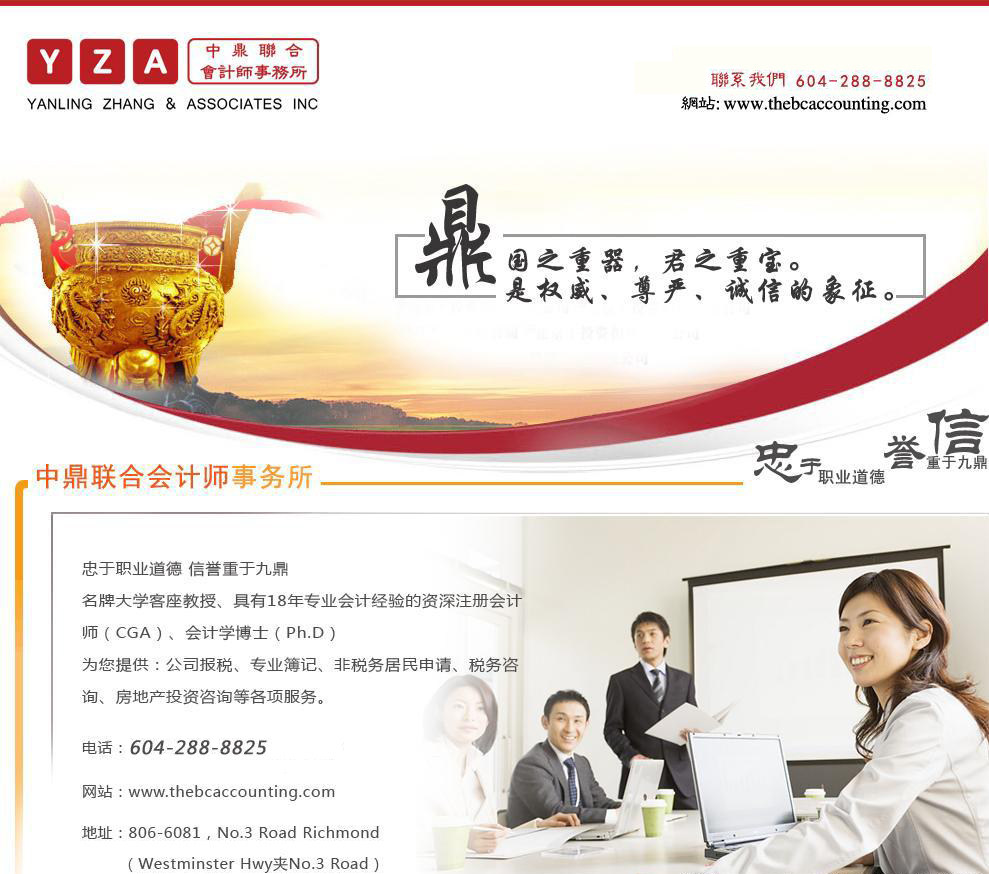 YZA
中鼎聯合
會計師事務所
YANLING ZHANG & ASSOCIATES INC
聯系我們 604-288-8825
網站: www.thebcaccounting.com
鼎
国之重器，君之重宝。
是权威、尊严、诚信的象征。
忠于职业道德
信誉重于九鼎
中鼎联合会计师事务所
忠于职业道德 信誉重于九鼎
名牌大学客座教授、具有18年专业会计经验的资深注册会计
师（CGA）、会计学博士（Ph.D）
为您提供：公司报税、专业簿记、非税务居民申请、税务咨
询、房地产投资咨询等各项服务。
电话：604-288-8825
网站：www.thebcaccounting.com
地址：806-6081，No.3 Road Richmond
（Westminster Hwy夹No.3 Road）